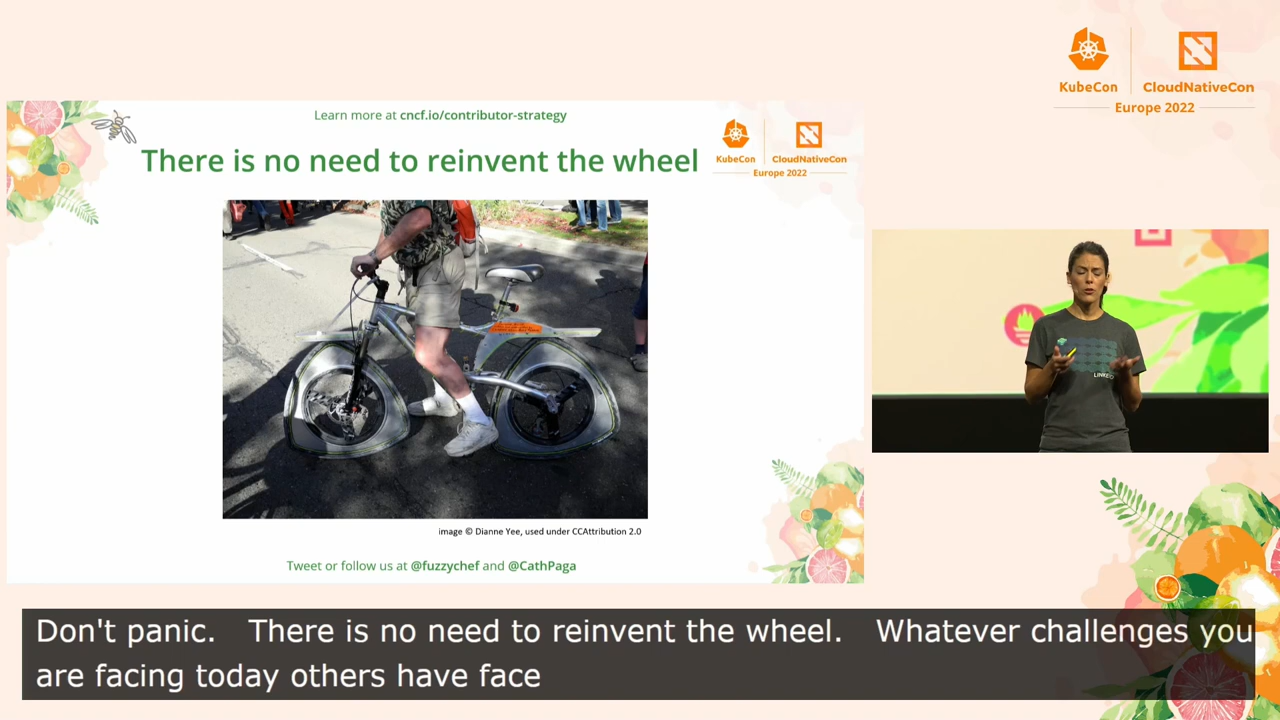 KubeCon
CloudNativeCon
Europe 2022
Learn more at cncf.io/contributor-strategy
There is no need to reinvent the wheel
KubeCon
CloudNativeCon
Europe 2022
image © Dianne Yee, used under CCAttribution 2.0
Tweet or follow us at @fuzzychef and @CathPaga
Don't panic. There is no need to reinvent the wheel. Whatever challenges you
are facing today others have face